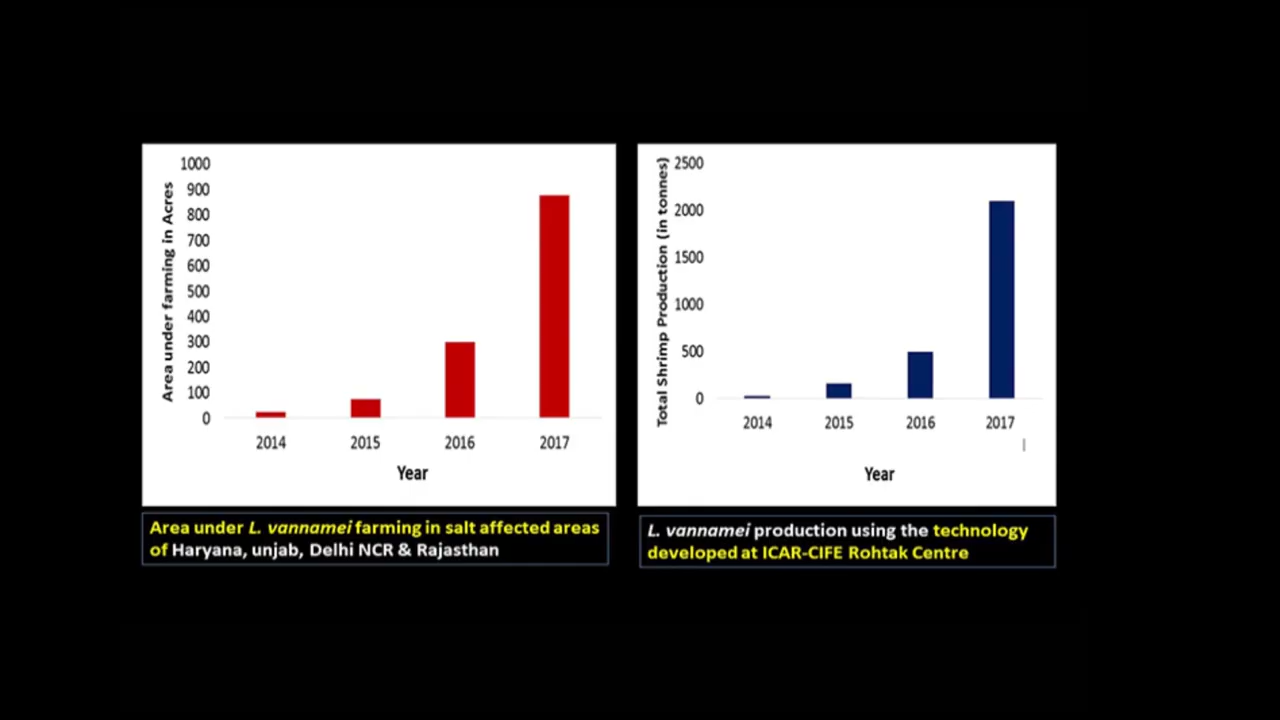 Area under farming in Acres
1000
900
800
700
600
500
400
300
200
100
0
2014 2015 2016 2017
Year
Area under L. vannamei farming in salt affected areas
of Haryana, unjab, Delhi NCR & Rajasthan
Total Shrimp Production (in tonnes)
2500
2000
1500
1000
500
0
2014 2015 2016 2017
Year
L. vannamei production using the technology
developed at ICAR-CIFE Rohtak Centre